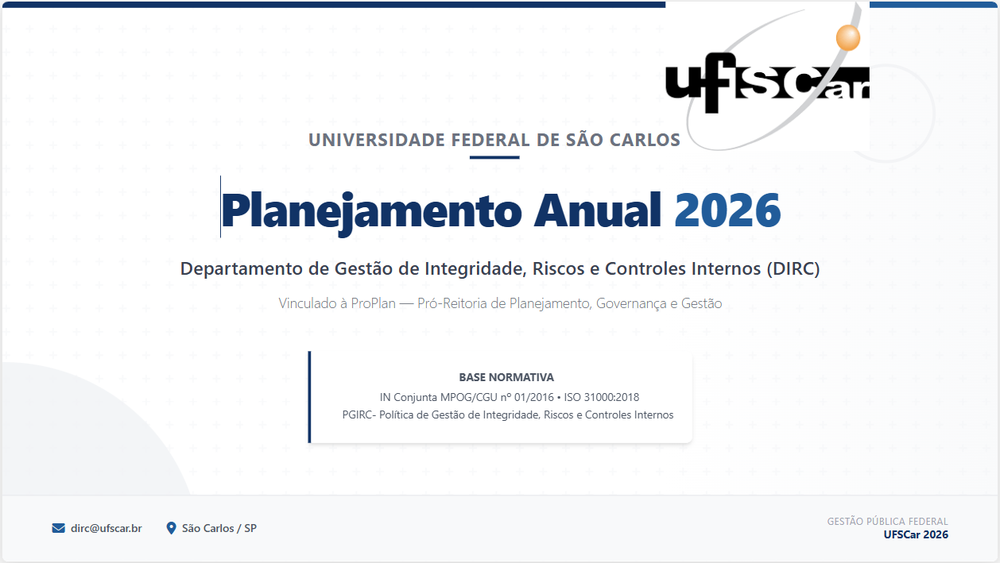 ufscar
UNIVERSIDADE FEDERAL DE SÃO CARLOS
Planejamento Anual 2026
Departamento de Gestão de Integridade, Riscos e Controles Internos (DIRC)
Vinculado à ProPlan — Pró-Reitoria de Planejamento, Governança e Gestão
BASE NORMATIVA
IN Conjunta MPOG/CGU nº 01/2016 • ISO 31000:2018
PGIRC- Política de Gestão de Integridade, Riscos e Controles Internos
dirc@ufscar.br
São Carlos / SP
GESTÃO PÚBLICA FEDERAL
UFSCar 2026